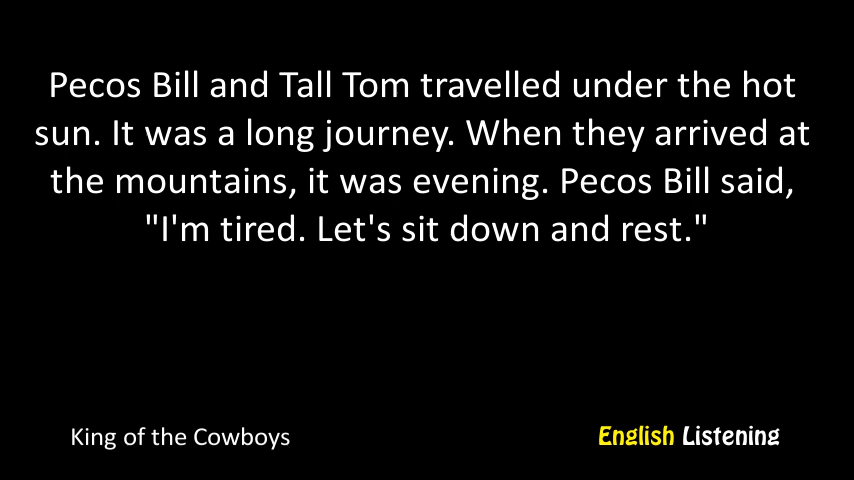 Pecos Bill and Tall Tom travelled under the hot
sun. It was a long journey. When they arrived at
the mountains, it was evening. Pecos Bill said,
"I'm tired. Let's sit down and rest."
King of the Cowboys
English Listening